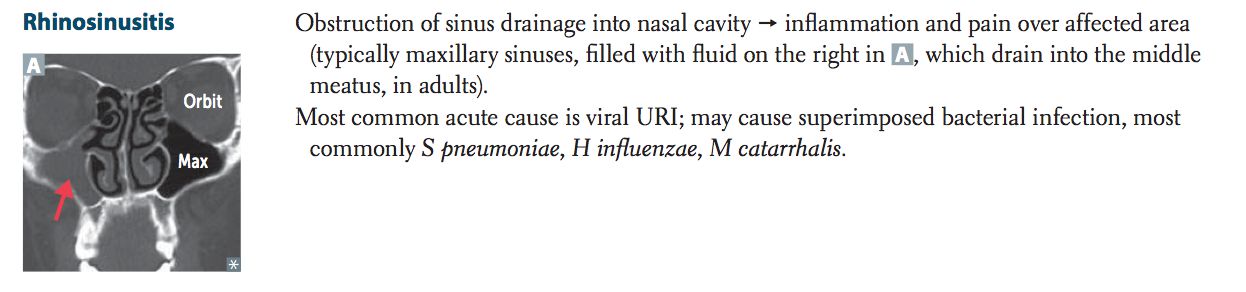 Rhinosinusitis
A
Orbit
Max
Obstruction of sinus drainage into nasal cavity → inflammation and pain over affected area
(typically maxillary sinuses, filled with fluid on the right in A, which drain into the middle
meatus, in adults).
Most common acute cause is viral URI; may cause superimposed bacterial infection, most
commonly S pneumoniae, H influenzae, M catarrhalis.